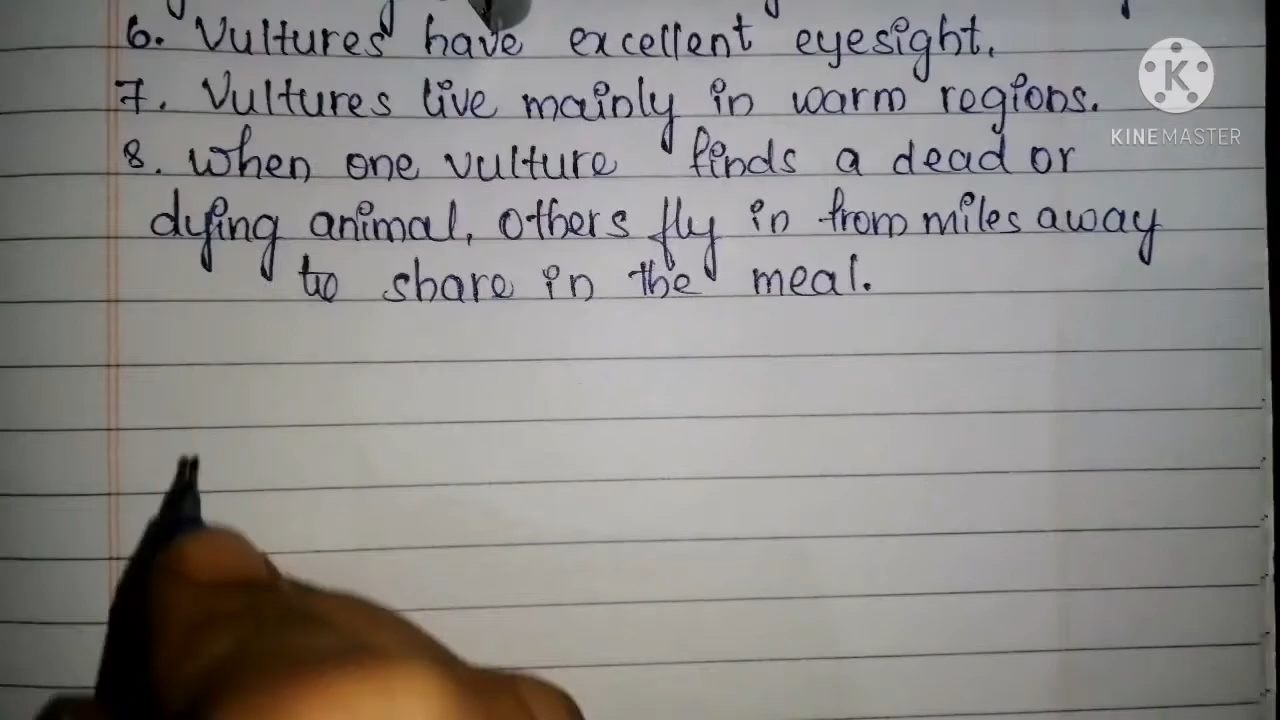 6. Vultures have excellent eyesight.
7. Vultures live mainly in warm regions.
8. When one vulture finds a dead or
dying animal, others fly in from miles away
to share in the meal.
K
KINEMASTER